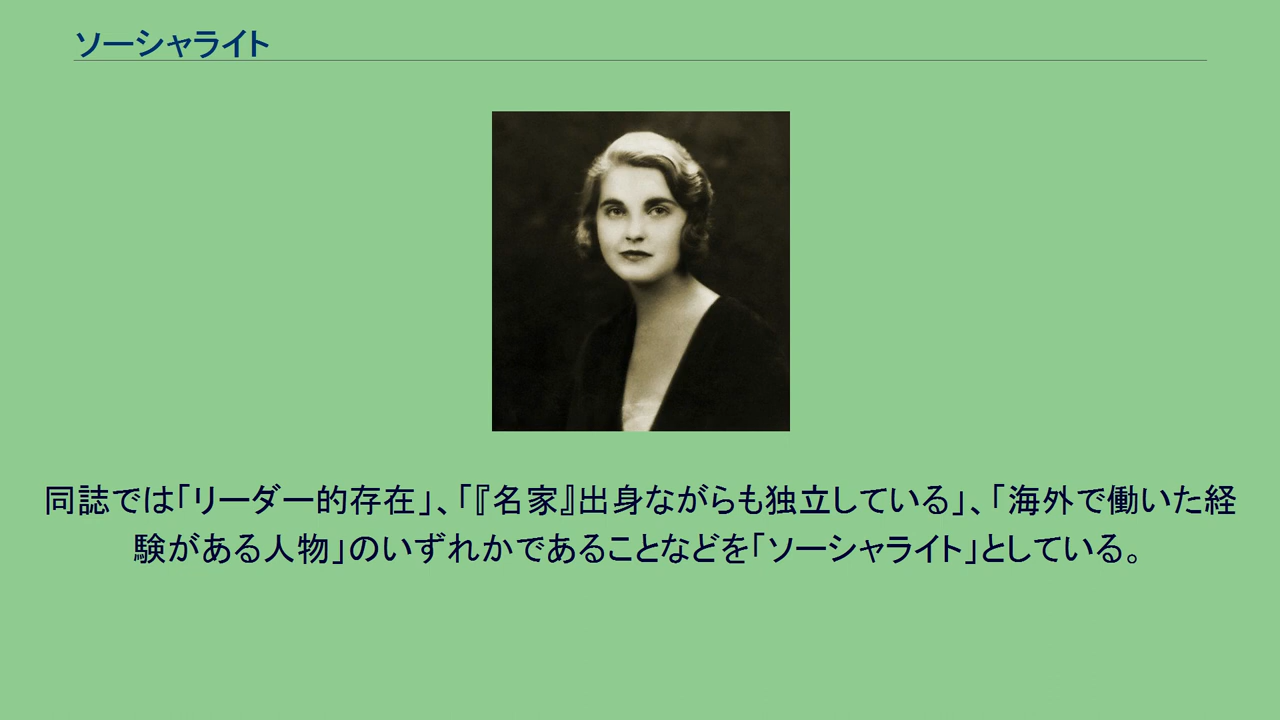 ソーシャライト
同誌では「リーダー的存在」、「『名家』出身ながらも独立している」、「海外で働いた経
験がある人物」のいずれかであることなどを「ソーシャライト」としている。